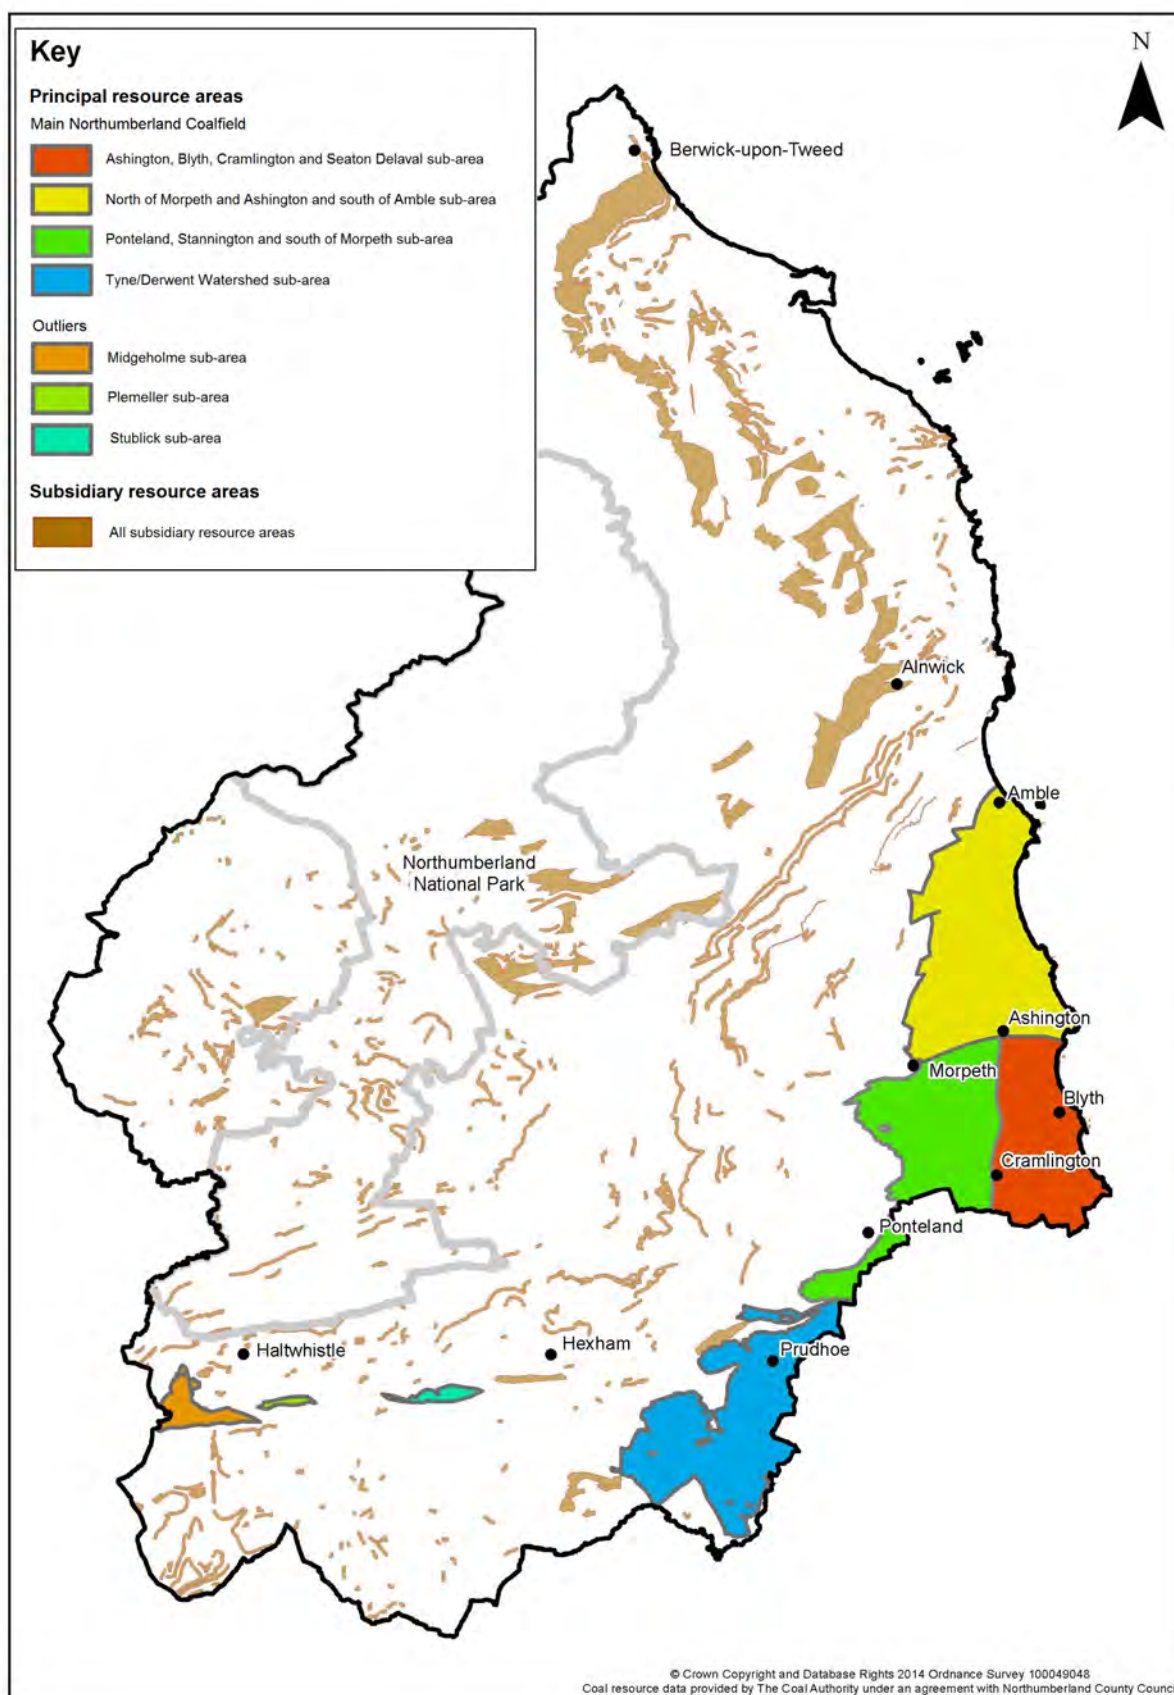 Key
Principal resource areas
Main Northumberland Coalfield
Ashington, Blyth, Cramlington and Seaton Delaval sub-area
North of Morpeth and Ashington and south of Amble sub-area
Ponteland, Stannington and south of Morpeth sub-area
Tyne/Derwent Watershed sub-area
Outliers
Midgeholme sub-area
Plemeller sub-area
Stublick sub-area
Subsidiary resource areas
All subsidiary resource areas
N
Berwick-upon-Tweed
Alnwick
Amble
Northumberland
National Park
Ashington
Morpeth
Blyth
Cramlington
Ponteland
Haltwhistle
Hexham
Prudhoe
© Crown Copyright and Database Rights 2014 Ordnance Survey 100049048
Coal resource data provided by The Coal Authority under an agreement with Northumberland County Counc